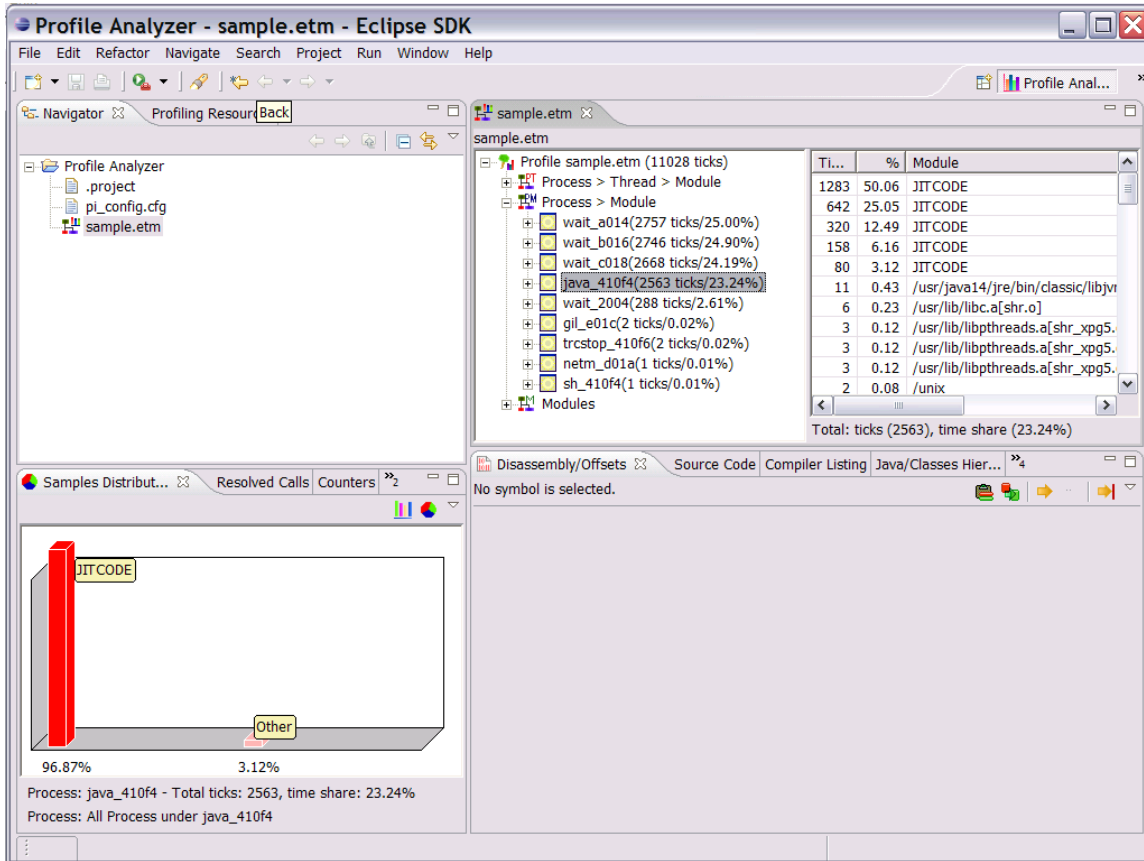 Profile Analyzer - sample.etm - Eclipse SDK
File Edit Refactor Navigate Search Project Run Window Help
Profile Anal... »
Navigator
Profiling Resour
Back
Profile Analyzer
.project
pi_config.cfg
sample.etm
sample.etm
sample.etm
Profile sample.etm (11028 ticks)
Process > Thread > Module
Process > Module
wait_a014(2757 ticks/25.00%)
wait_b016(2746 ticks/24.90%)
wait_c018(2668 ticks/24.19%)
java_410f4(2563 ticks/23.24%)
wait_2004(288 ticks/2.61%)
gil_e01c(2 ticks/0.02%)
trcstop_410f6(2 ticks/0.02%)
netm_d01a(1 ticks/0.01%)
sh_410f4(1 ticks/0.01%)
Modules
Ti... % Module
1283 50.06 JITCODE
642 25.05 JITCODE
320 12.49 JITCODE
158 6.16 JITCODE
80 3.12 JITCODE
11 0.43 /usr/java14/jre/bin/classic/libjvm
6 0.23 /usr/lib/libc.a[shr.o]
3 0.12 /usr/lib/libpthreads.a[shr_xpg5.
3 0.12 /usr/lib/libpthreads.a[shr_xpg5.
3 0.12 /usr/lib/libpthreads.a[shr_xpg5.
2 0.08 /unix
Total: ticks (2563), time share (23.24%)
Samples Distribut... Resolved Calls Counters »2
JITCODE
Other
96.87% 3.12%
Process: java_410f4 - Total ticks: 2563, time share: 23.24%
Process: All Process under java_410f4
Disassembly/Offsets Source Code Compiler Listing Java/Classes Hier... »4
No symbol is selected.